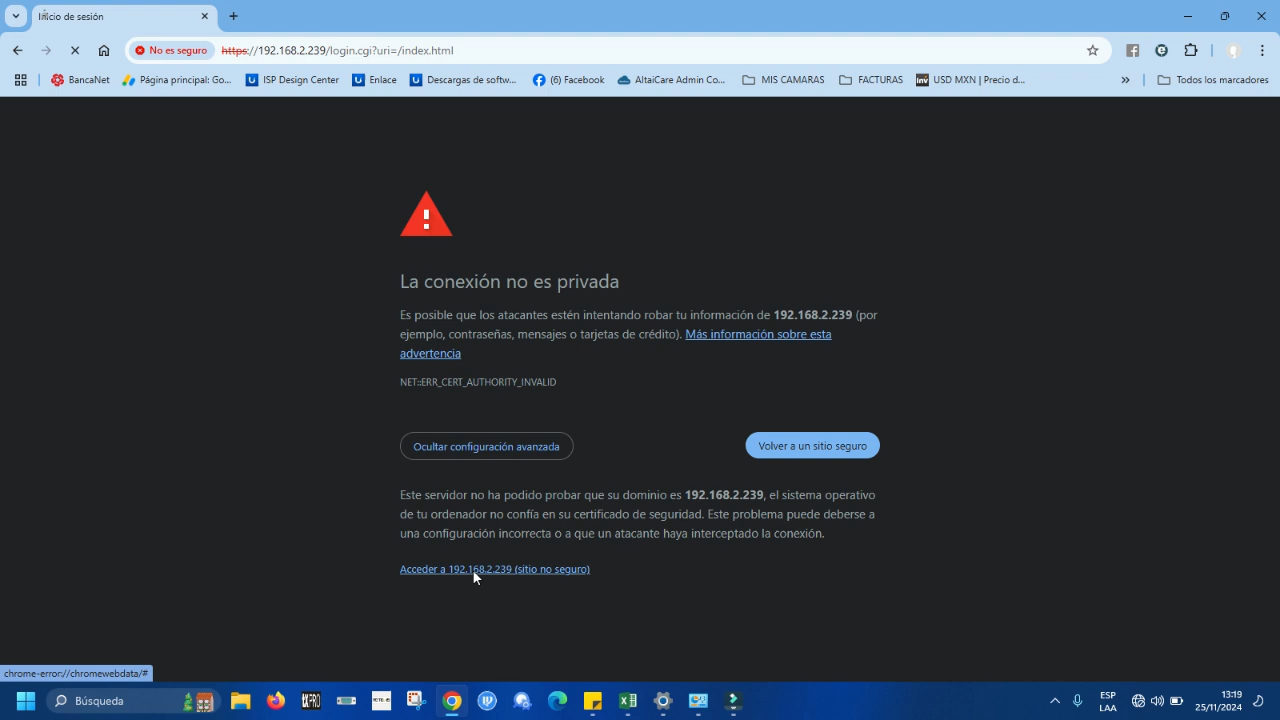 Inicio de sesión
No es seguro
https://192.168.2.239/login.cgi?uri=/index.html
BancaNet
Página principal: Go...
ISP Design Center
Enlace
Descargas de softw...
(6) Facebook
AltaiCare Admin Co...
MIS CAMARAS
FACTURAS
Inv
USD MXN | Precio d...
»
Todos los marcadores
La conexión no es privada
Es posible que los atacantes estén intentando robar tu información de 192.168.2.239 (por
ejemplo, contraseñas, mensajes o tarjetas de crédito). Más información sobre esta
advertencia
NET::ERR_CERT_AUTHORITY_INVALID
Ocultar configuración avanzada
Volver a un sitio seguro
Este servidor no ha podido probar que su dominio es 192.168.2.239, el sistema operativo
de tu ordenador no confía en su certificado de seguridad. Este problema puede deberse a
una configuración incorrecta o a que un atacante haya interceptado la conexión.
Acceder a 192.168.2.239 (sitio no seguro)
chrome-error://chromewebdata/#
Búsqueda
ESP
LAA
13:19
25/11/2024